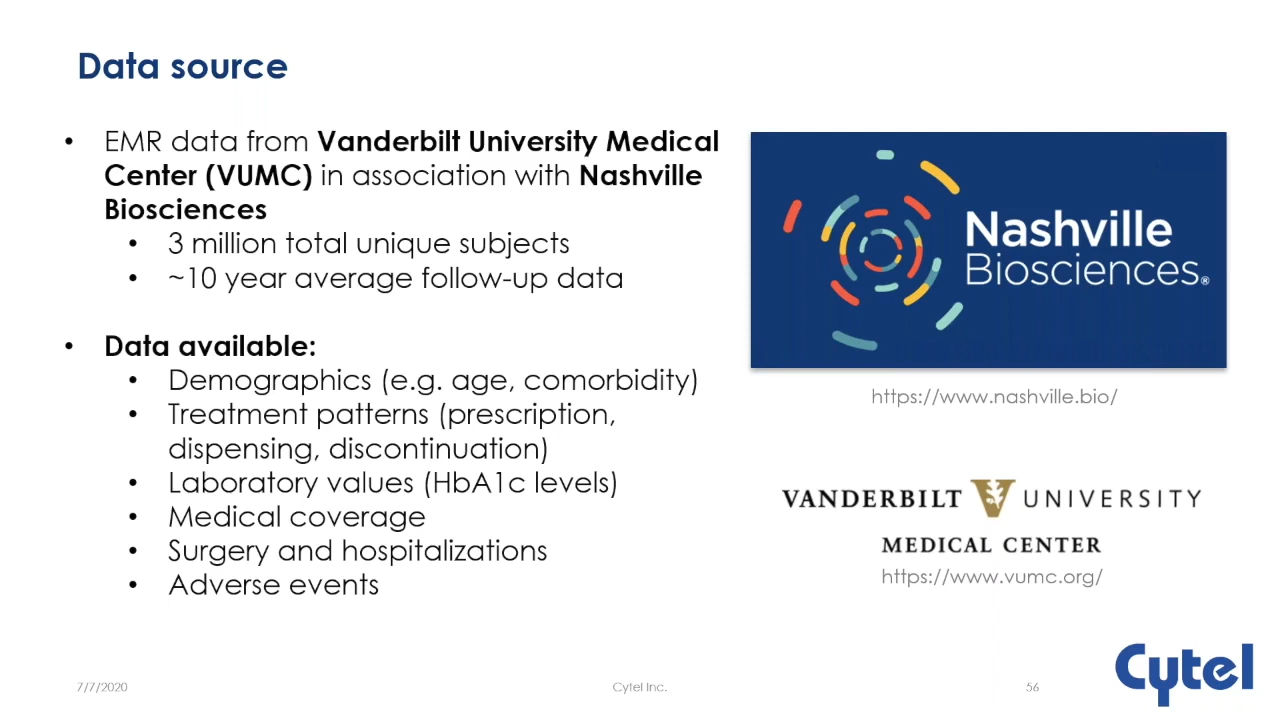 Data source
• EMR data from Vanderbilt University Medical
Center (VUMC) in association with Nashville
Biosciences
• 3 million total unique subjects
• ~10 year average follow-up data
• Data available:
• Demographics (e.g. age, comorbidity)
• Treatment patterns (prescription,
dispensing, discontinuation)
• Laboratory values (HbA1c levels)
• Medical coverage
• Surgery and hospitalizations
• Adverse events
Nashville
Biosciences®
https://www.nashville.bio/
VANDERBILT V UNIVERSITY
MEDICAL CENTER
https://www.vumc.org/
7/7/2020
Cytel Inc.
56
Cytel